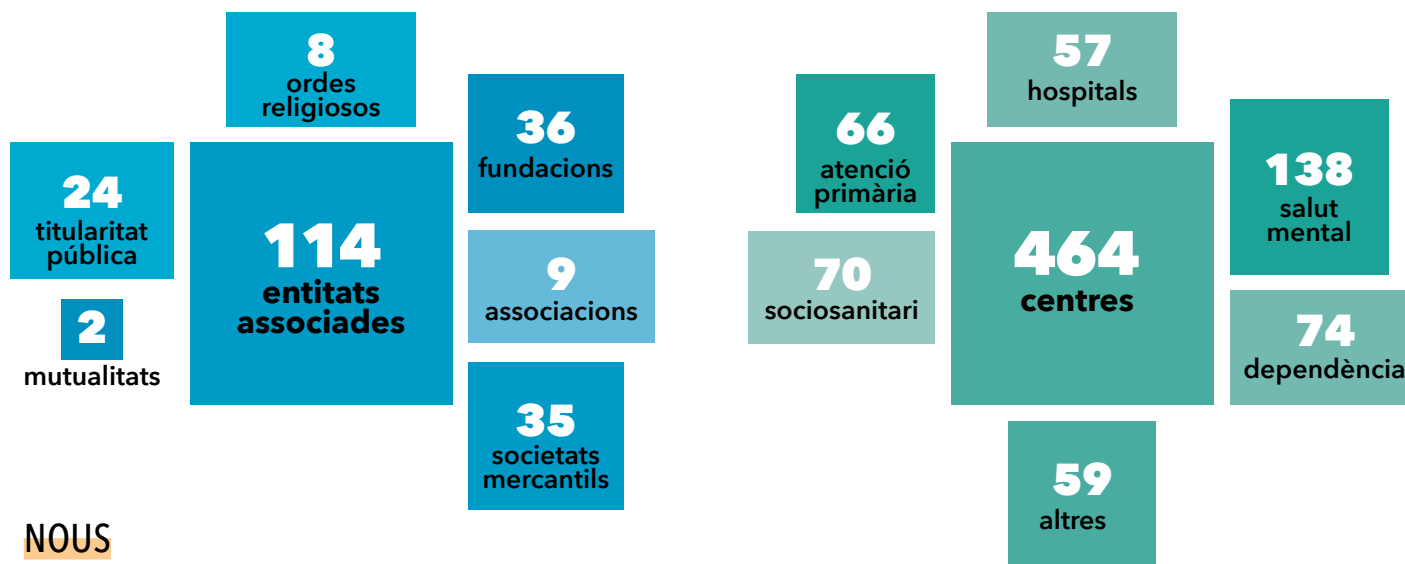 8
ordes
religiosos
36
fundacions
24
titularitat
pública
114
entitats
associades
9
associacions
2
mutualitats
35
societats
mercantils
57
hospitals
66
atenció
primària
138
salut
mental
70
sociosanitari
464
centres
74
dependència
59
altres
NOUS